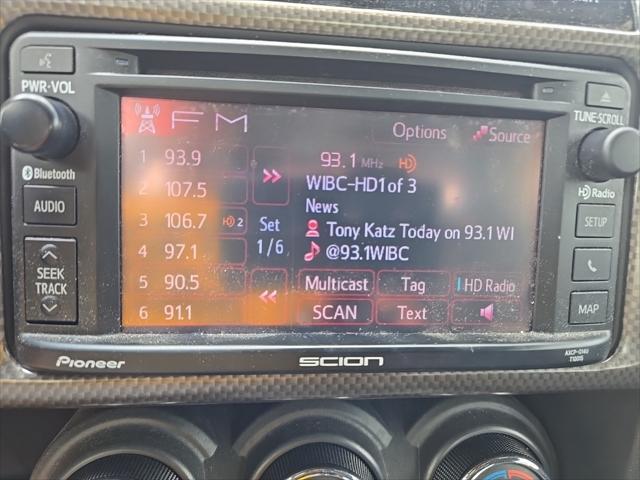 PWR-VOL
Bluetooth
AUDIO
SEEK
TRACK
FM
Options
Source
1 93.9
2 107.5
3 106.7 HD 2
4 97.1
5 90.5
6 91.1
Set
1/6
93.1 MHz HD
WIBC-HD1 of 3
News
Tony Katz Today on 93.1 WI
@93.1WIBC
Multicast
Tag
HD Radio
SCAN
Text
TUNE-SCROLL
HD Radio
SETUP
MAP
Pioneer
SCION